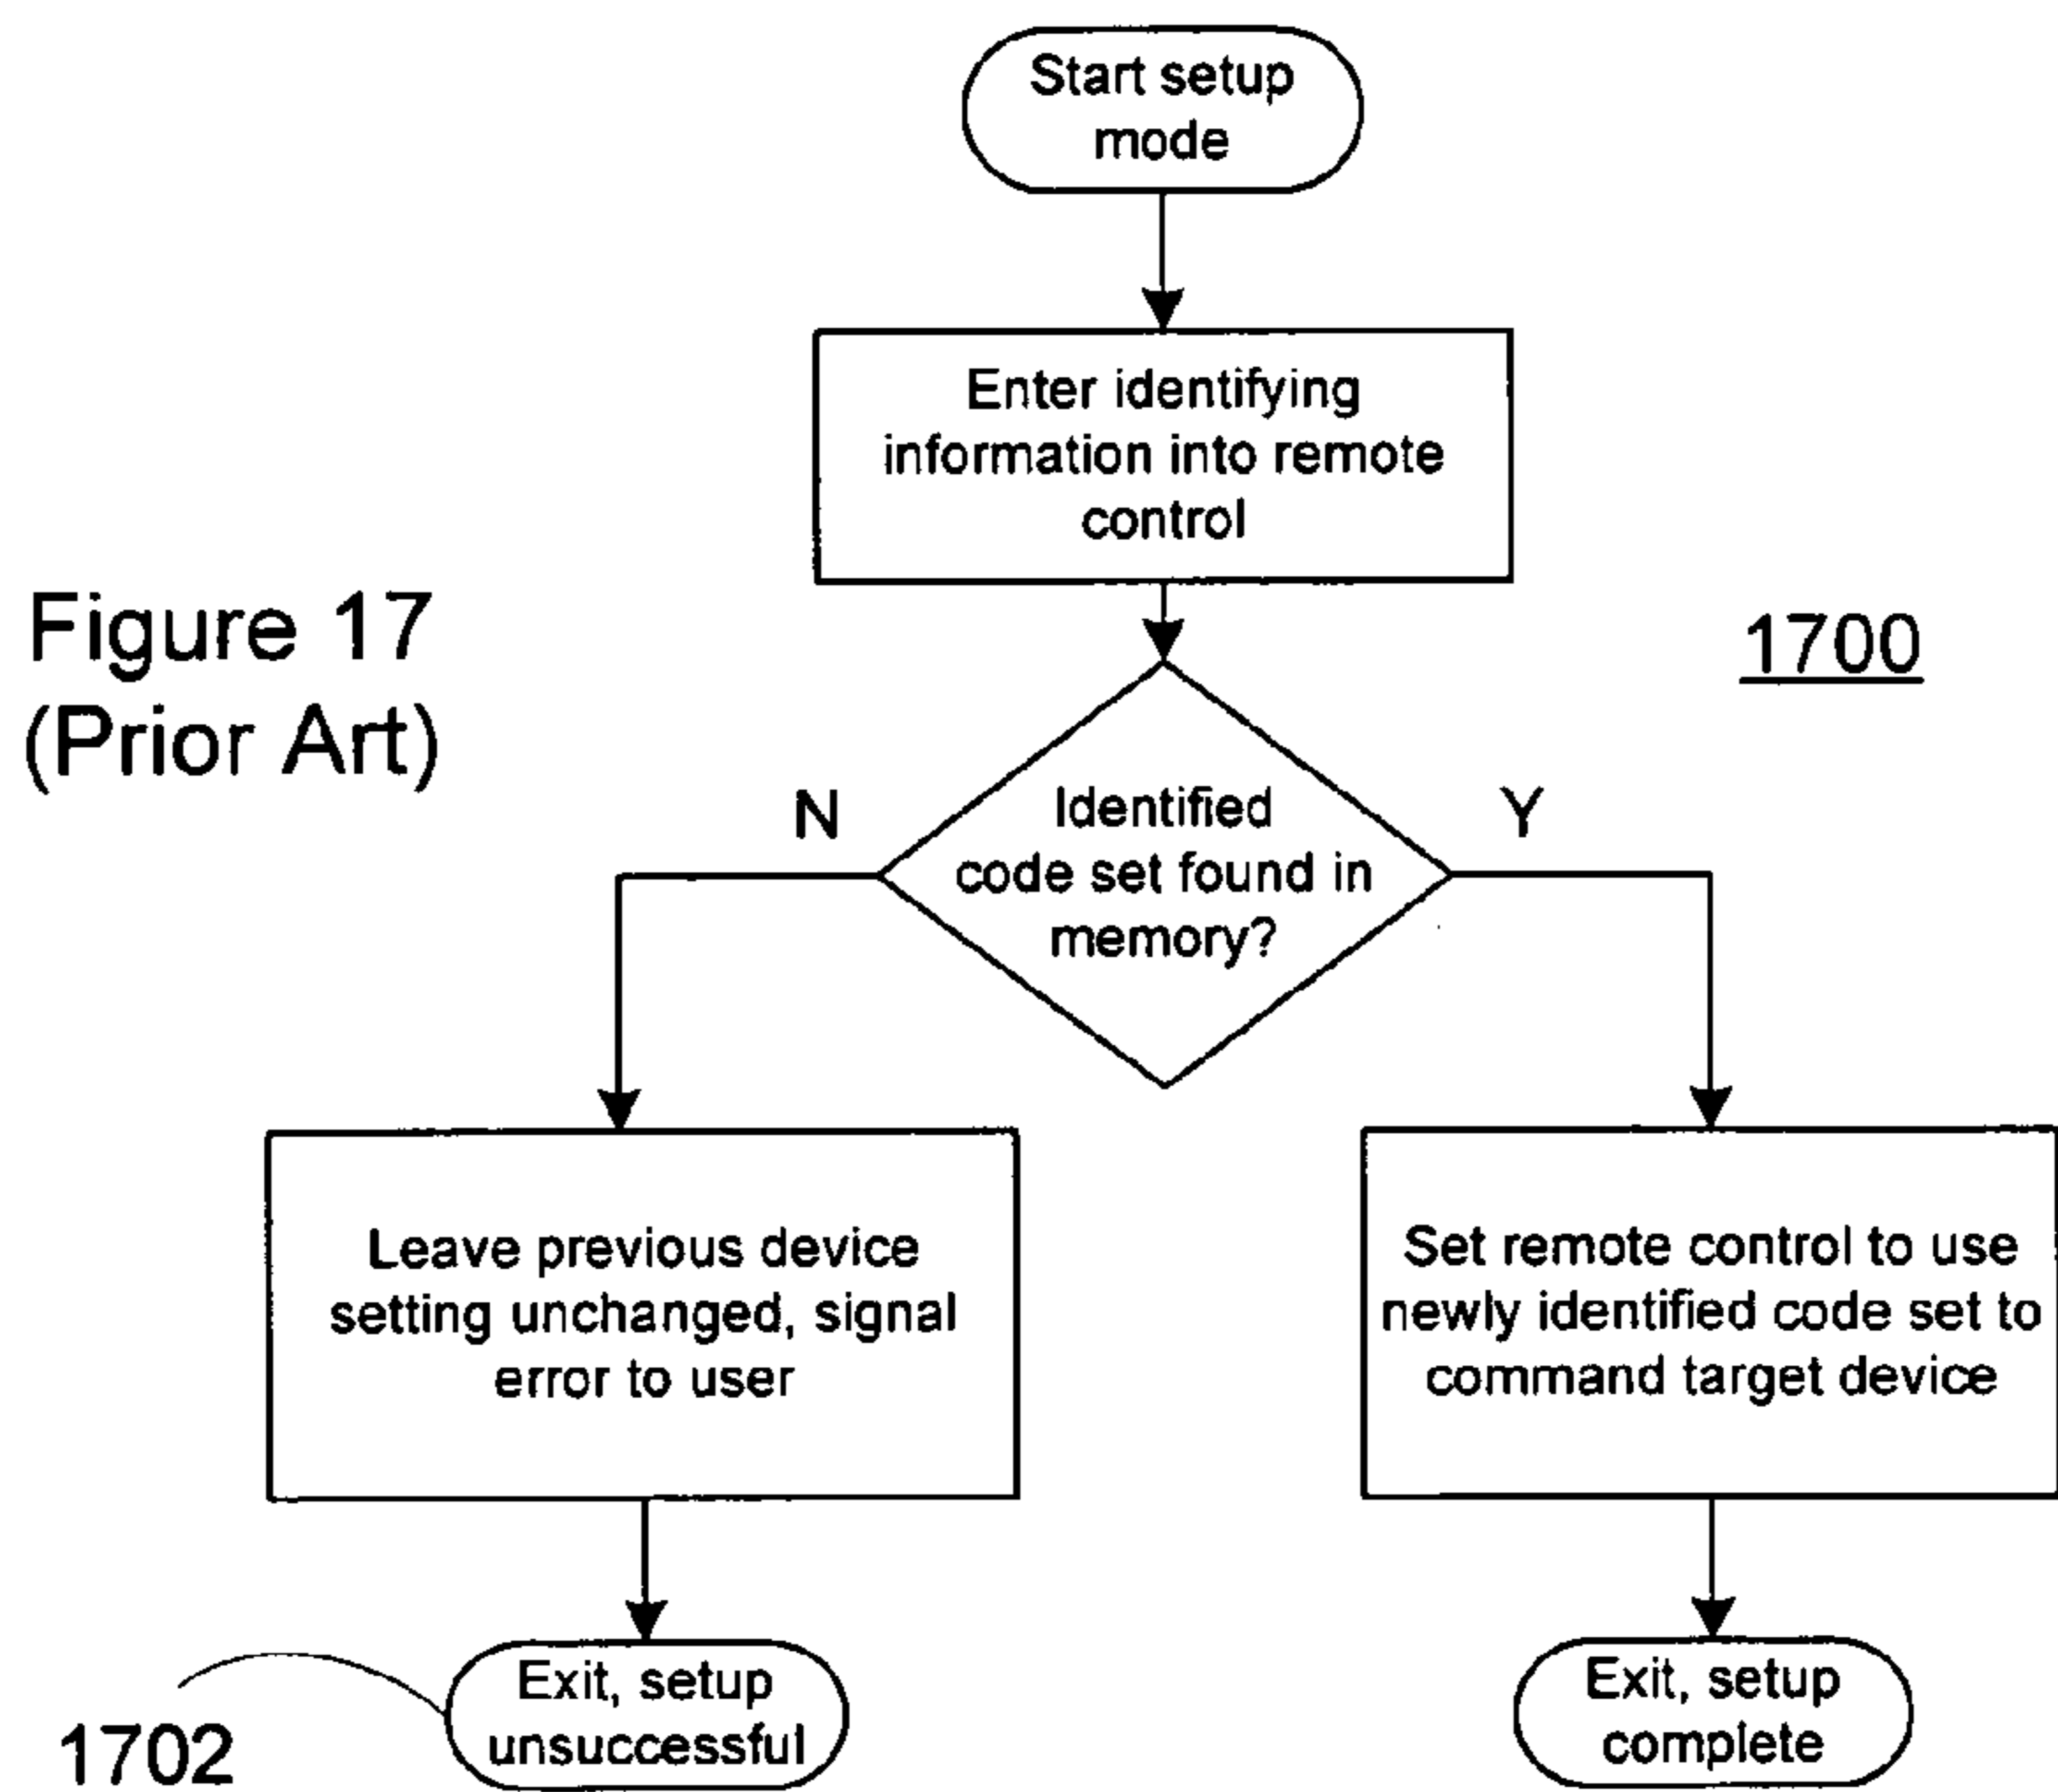 Start setup
mode
Enter identifying
information into remote
control
Figure 17
(Prior Art)
1700
N
Identified
code set found in
memory?
Y
Leave previous device
setting unchanged, signal
error to user
Set remote control to use
newly identified code set to
command target device
Exit, setup
unsuccessful
1702
Exit, setup
complete